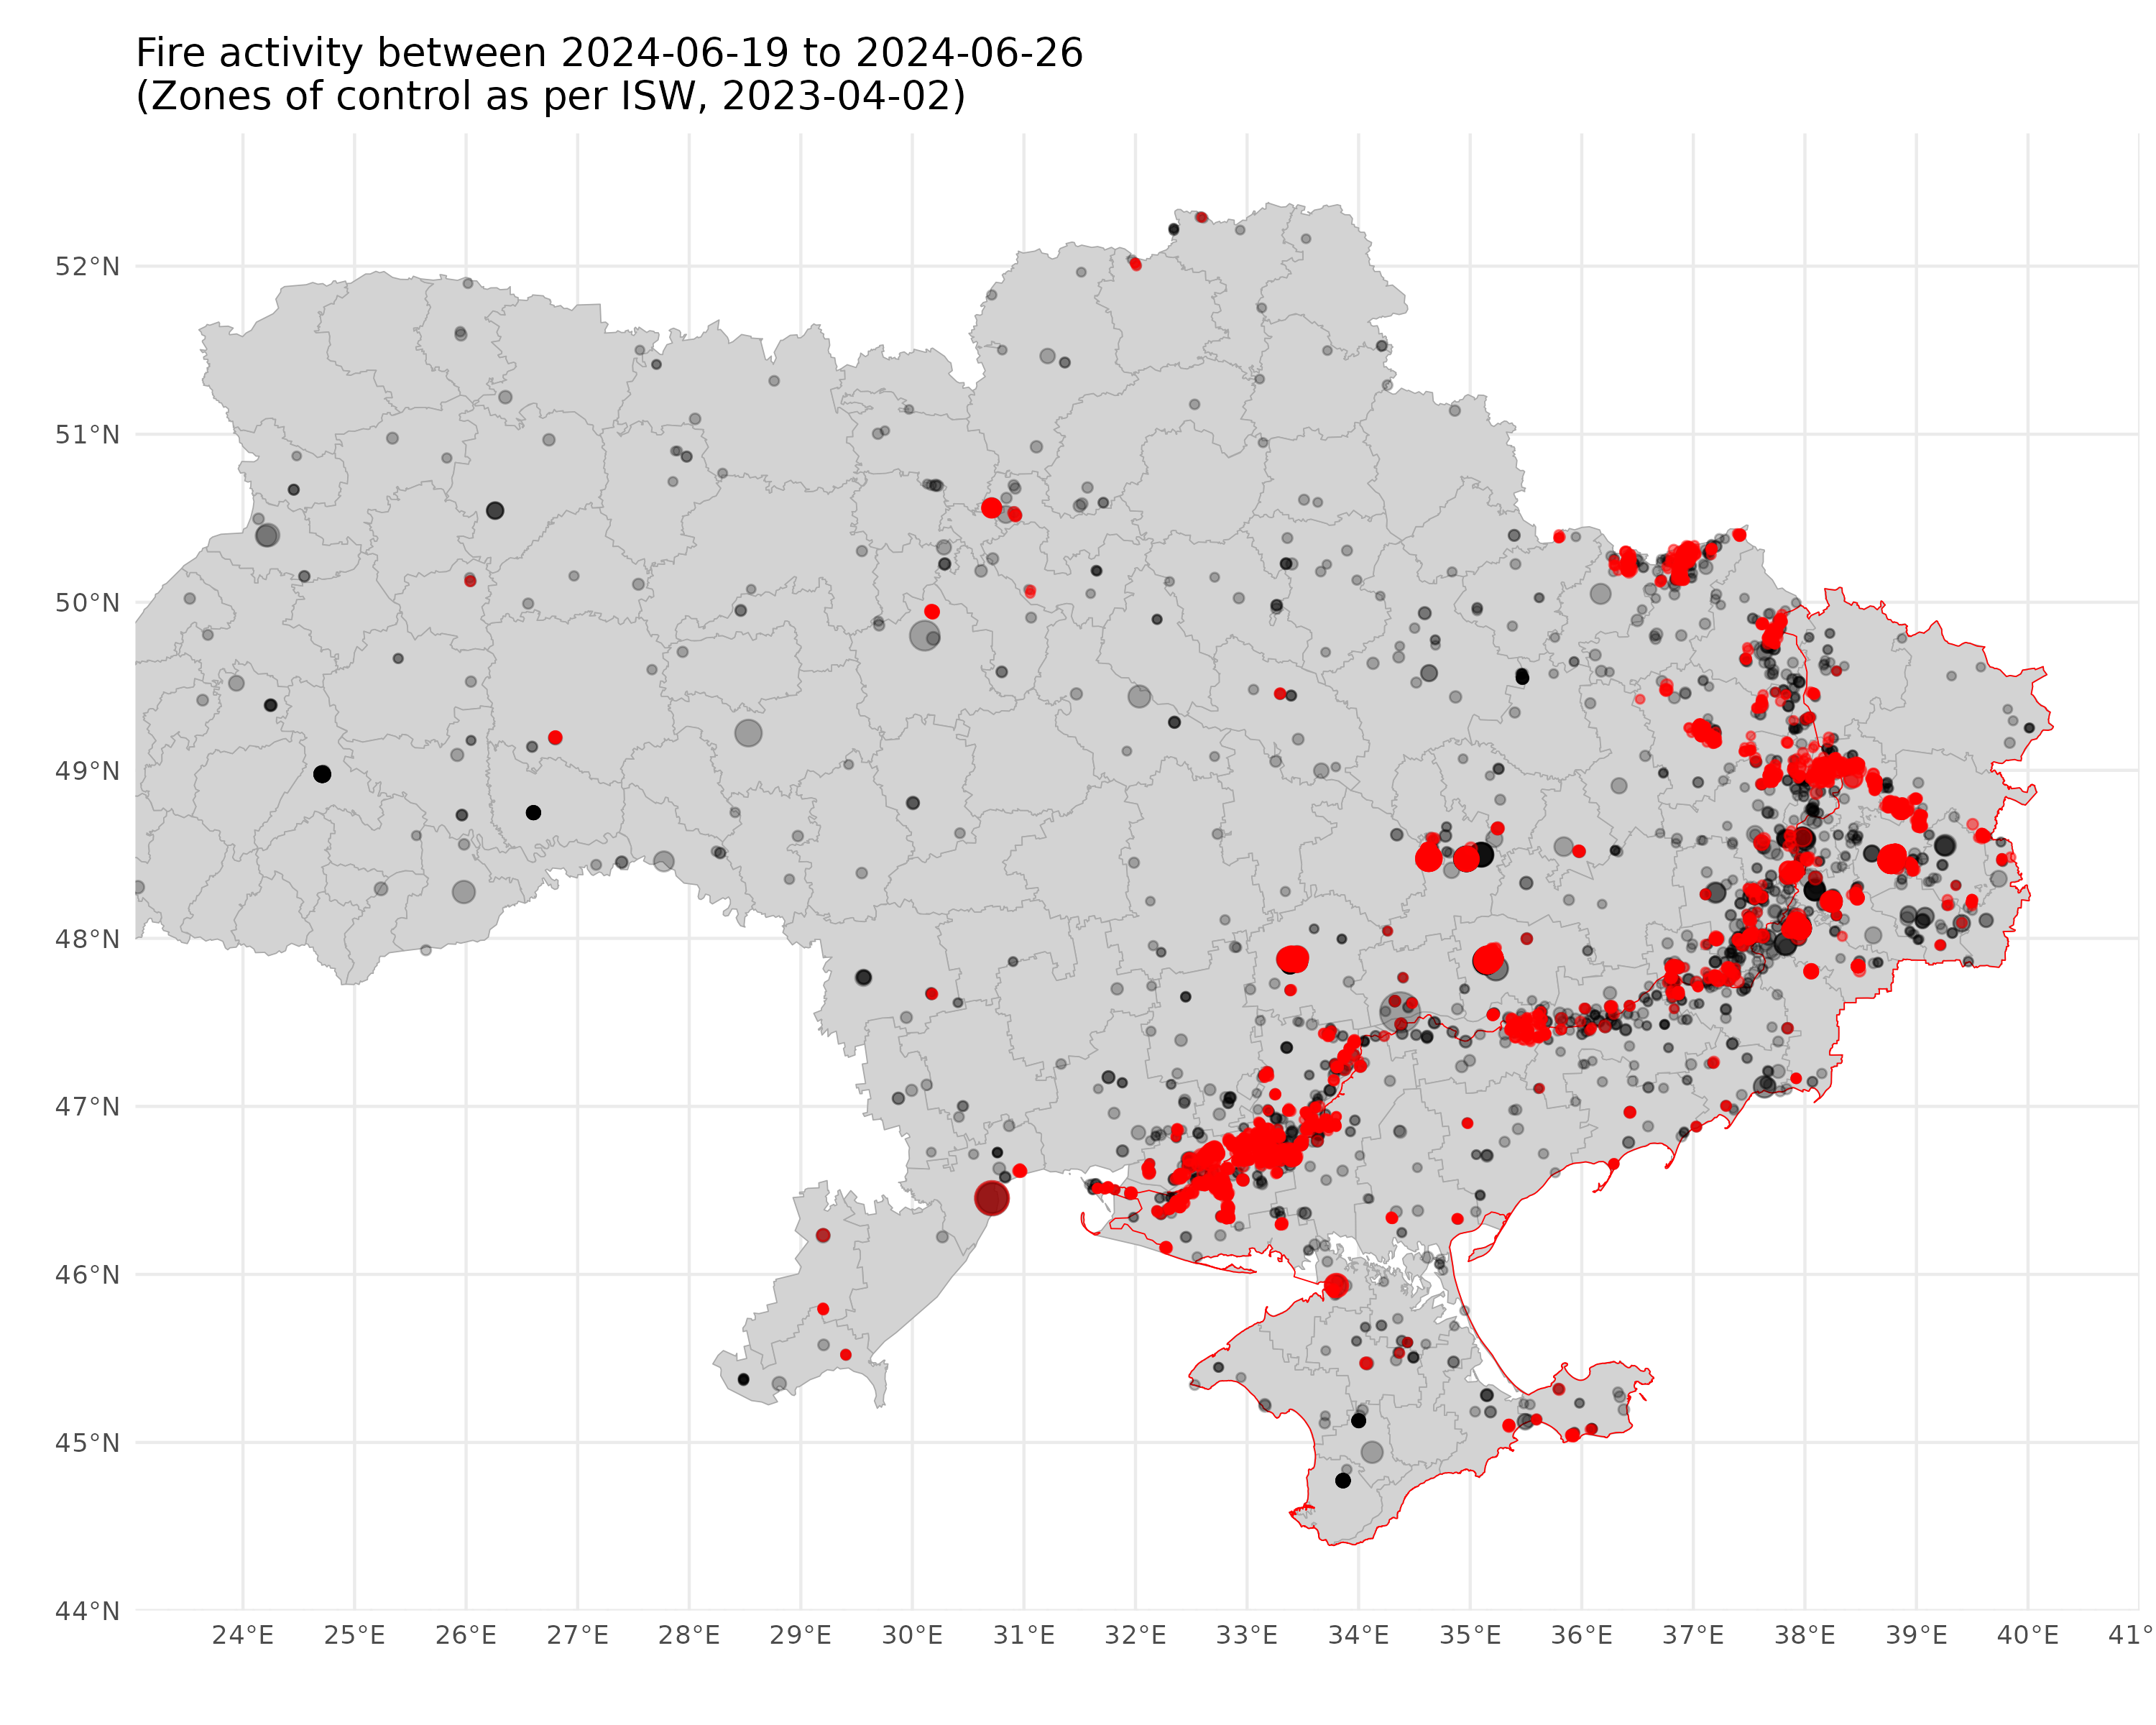 Fire activity between 2024-06-19 to 2024-06-26
(Zones of control as per ISW, 2023-04-02)
52°N
51°N
50°N
49°N
48°N
47°N
46°N
45°N
44°N
24°E 25°E 26°E 27°E 28°E 29°E 30°E 31°E 32°E 33°E 34°E 35°E 36°E 37°E 38°E 39°E 40°E 41°